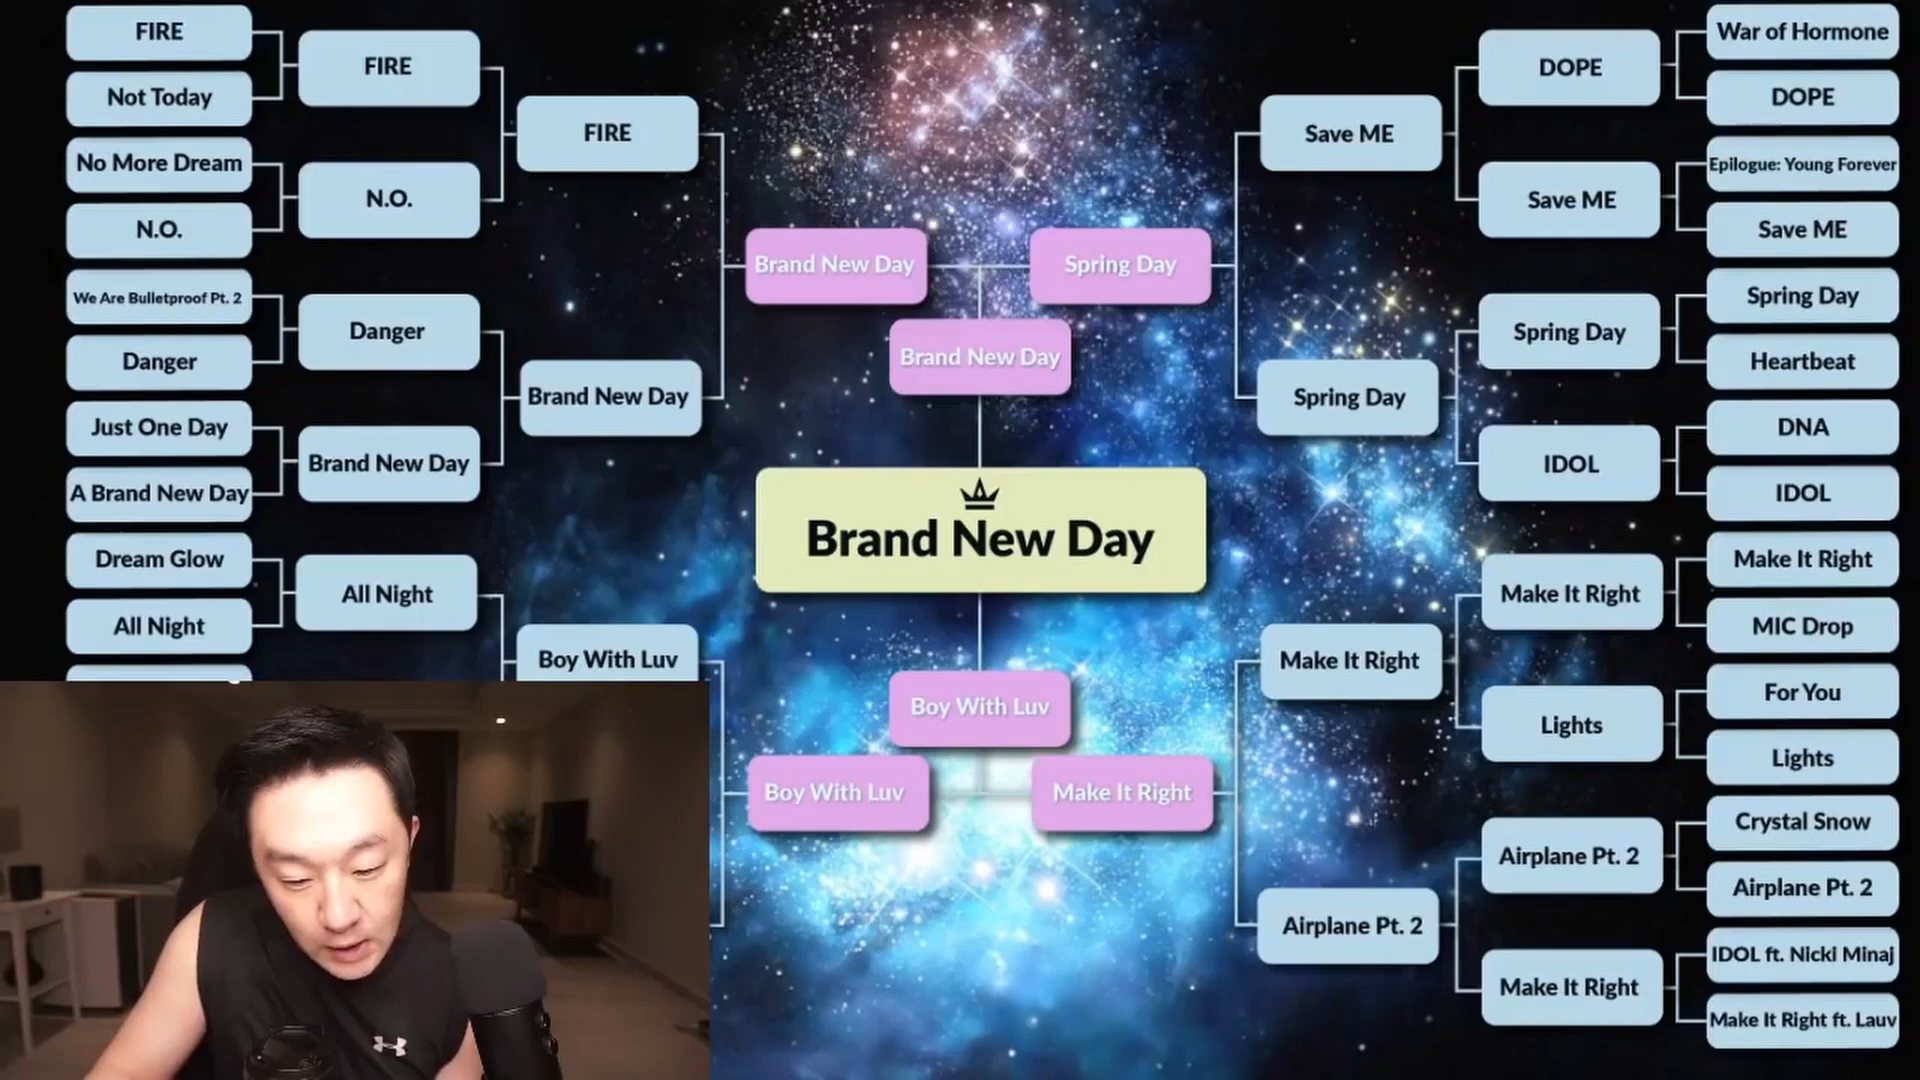 FIRE
Not Today
No More Dream
N.O.
We Are Bulletproof Pt. 2
Danger
Just One Day
A Brand New Day
Dream Glow
All Night
FIRE
N.O.
Danger
Brand New Day
All Night
FIRE
Brand New Day
Boy With Luv
Brand New Day
Spring Day
Brand New Day
Brand New Day
Boy With Luv
Boy With Luv
Make It Right
Save ME
Spring Day
Make It Right
Airplane Pt. 2
DOPE
Save ME
Spring Day
IDOL
Make It Right
Lights
Airplane Pt. 2
Make It Right
War of Hormone
DOPE
Epilogue: Young Forever
Save ME
Spring Day
Heartbeat
DNA
IDOL
Make It Right
MIC Drop
For You
Lights
Crystal Snow
Airplane Pt. 2
IDOL ft. Nicki Minaj
Make It Right ft. Lauv